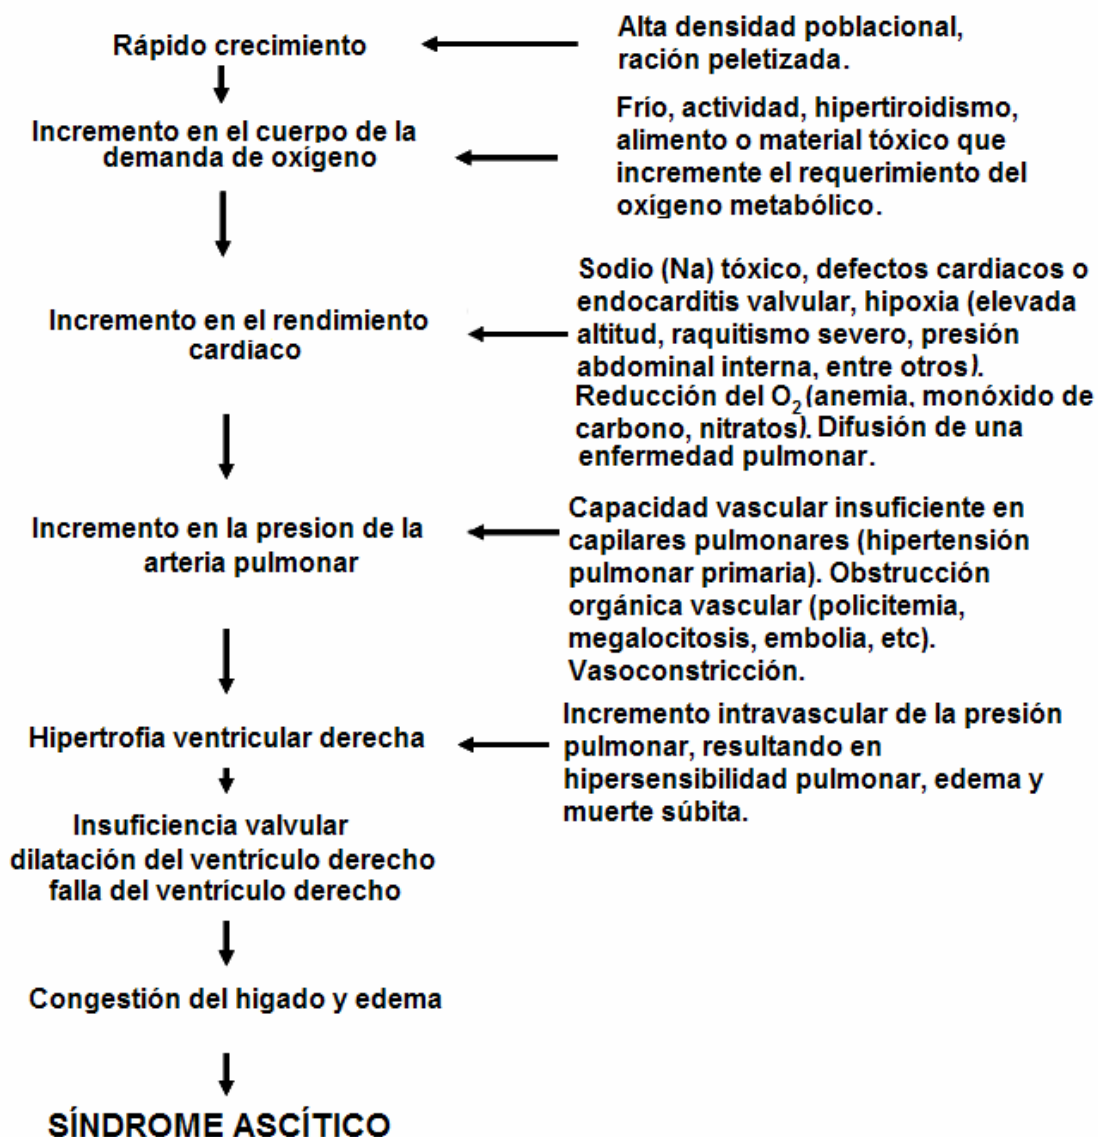 Rápido crecimiento
Alta densidad poblacional,
ración peletizada.
Incremento en el cuerpo de la
demanda de oxígeno
Frío, actividad, hipertiroidismo,
alimento o material tóxico que
incremente el requerimiento del
oxígeno metabólico.
Incremento en el rendimiento
cardiaco
Sodio (Na) tóxico, defectos cardiacos o
endocarditis valvular, hipoxia (elevada
altitud, raquitismo severo, presión
abdominal interna, entre otros).
Reducción del O₂ (anemia, monóxido de
carbono, nitratos). Difusión de una
enfermedad pulmonar.
Incremento en la presion de la
arteria pulmonar
Capacidad vascular insuficiente en
capilares pulmonares (hipertensión
pulmonar primaria). Obstrucción
orgánica vascular (policitemia,
megalocitosis, embolia, etc).
Vasoconstricción.
Hipertrofia ventricular derecha
Incremento intravascular de la presión
pulmonar, resultando en
hipersensibilidad pulmonar, edema y
muerte súbita.
Insuficiencia valvular
dilatación del ventrículo derecho
falla del ventrículo derecho
Congestión del higado y edema
SÍNDROME ASCÍTICO